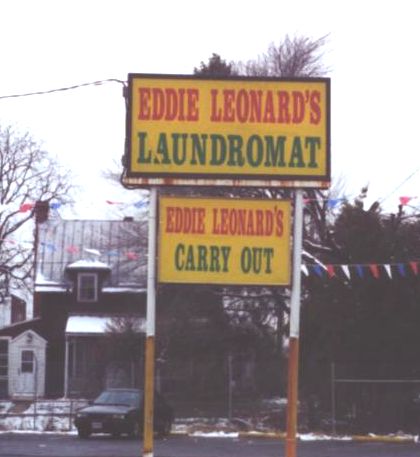 EDDIE LEONARD'S
LAUNDROMAT
EDDIE LEONARD'S
CARRY OUT